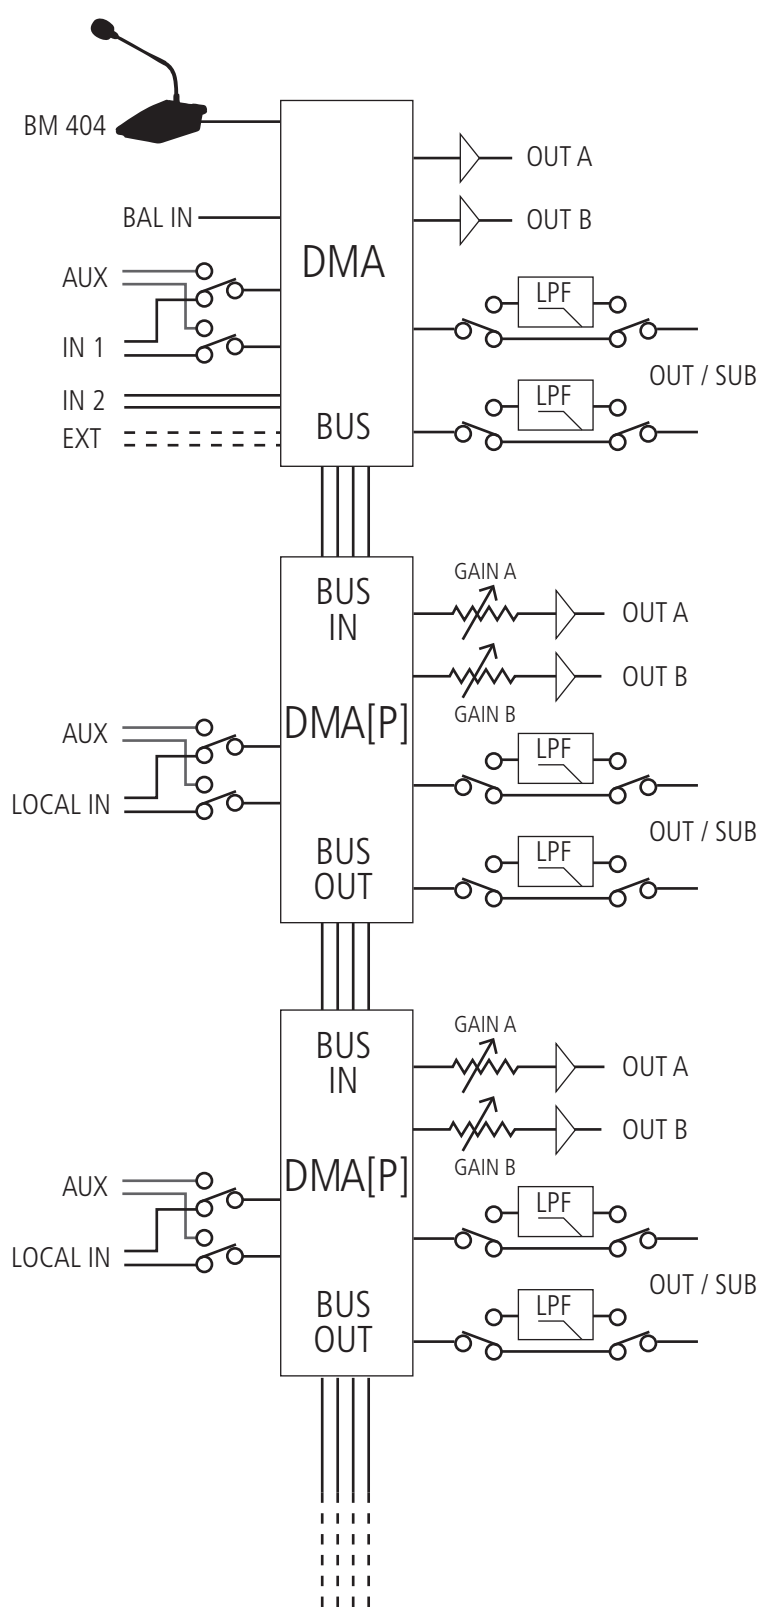 BM 404
OUT A
BAL IN
OUT B
DMA
AUX
LPF
IN 1
OUT / SUB
IN 2
LPF
BUS
EXT
BUS
IN
GAIN A
OUT A
OUT B
GAIN B
DMA[P]
AUX
LPF
LOCAL IN
OUT / SUB
BUS
OUT
LPF
BUS
IN
GAIN A
OUT A
OUT B
GAIN B
DMA[P]
AUX
LPF
LOCAL IN
OUT / SUB
BUS
OUT
LPF